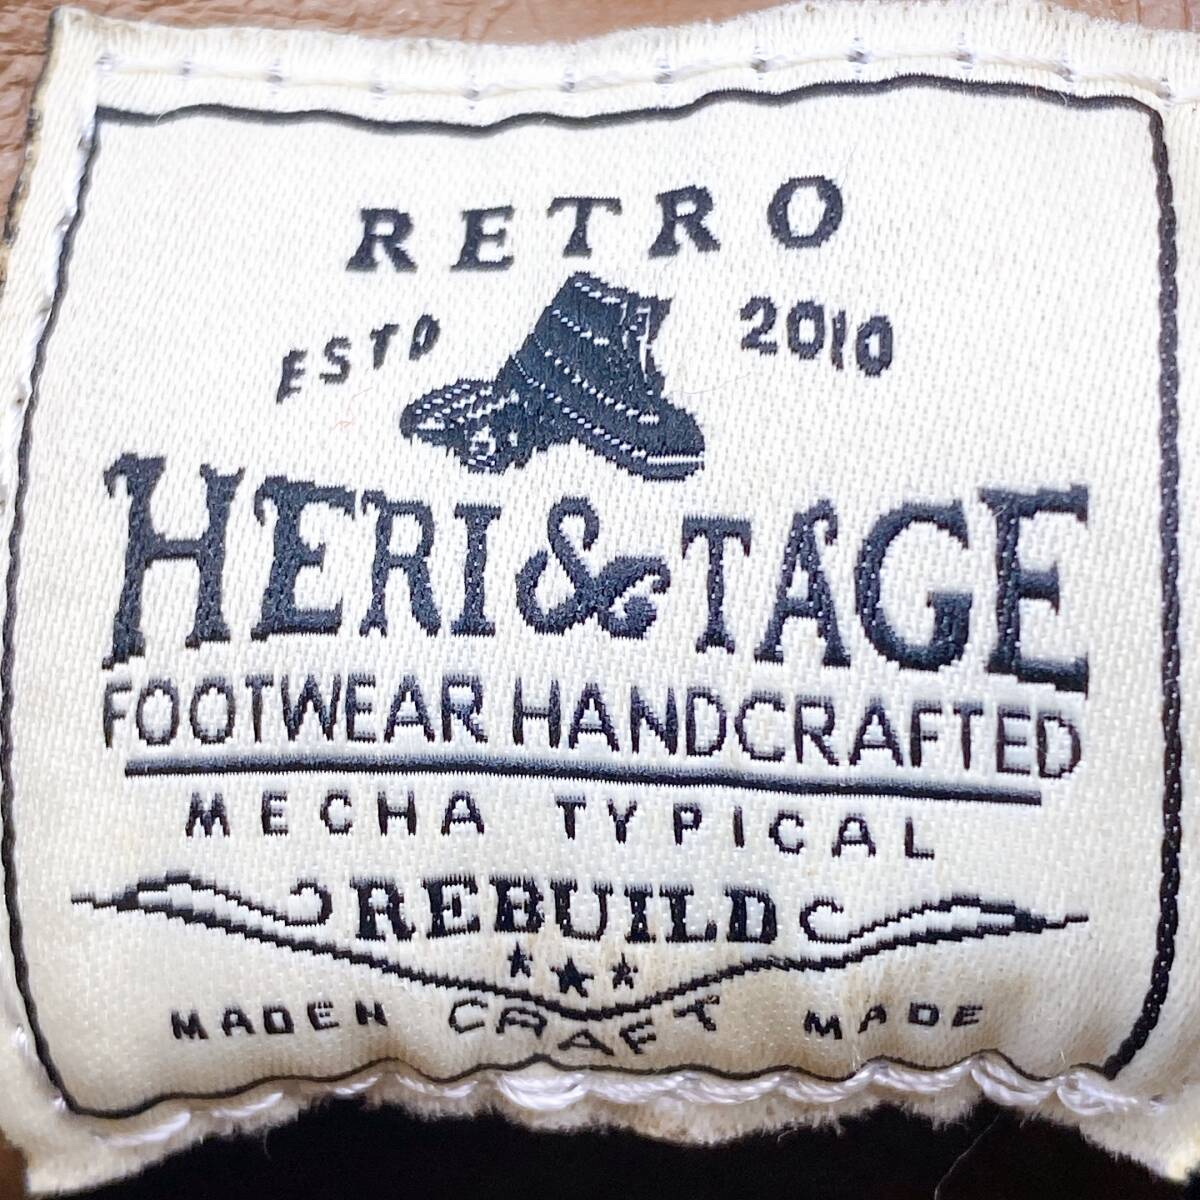 RETRO
ESTD 2010
HERI&TAGE
FOOTWEAR HANDCRAFTED
MECHA TYPICAL
REBUILD
MADEN CRAFT MADE